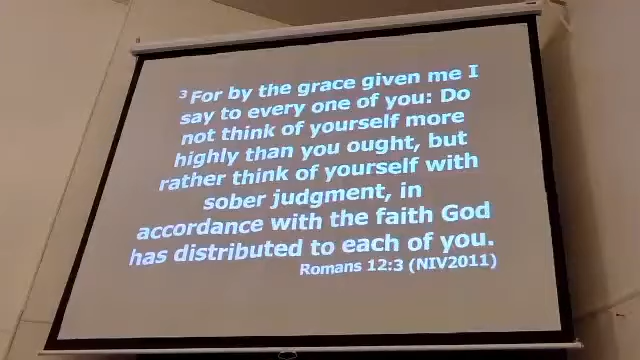 ³ For by the grace given me I
say to every one of you: Do
not think of yourself more
highly than you ought, but
rather think of yourself with
sober judgment, in
accordance with the faith God
has distributed to each of you.
Romans 12:3 (NIV2011)